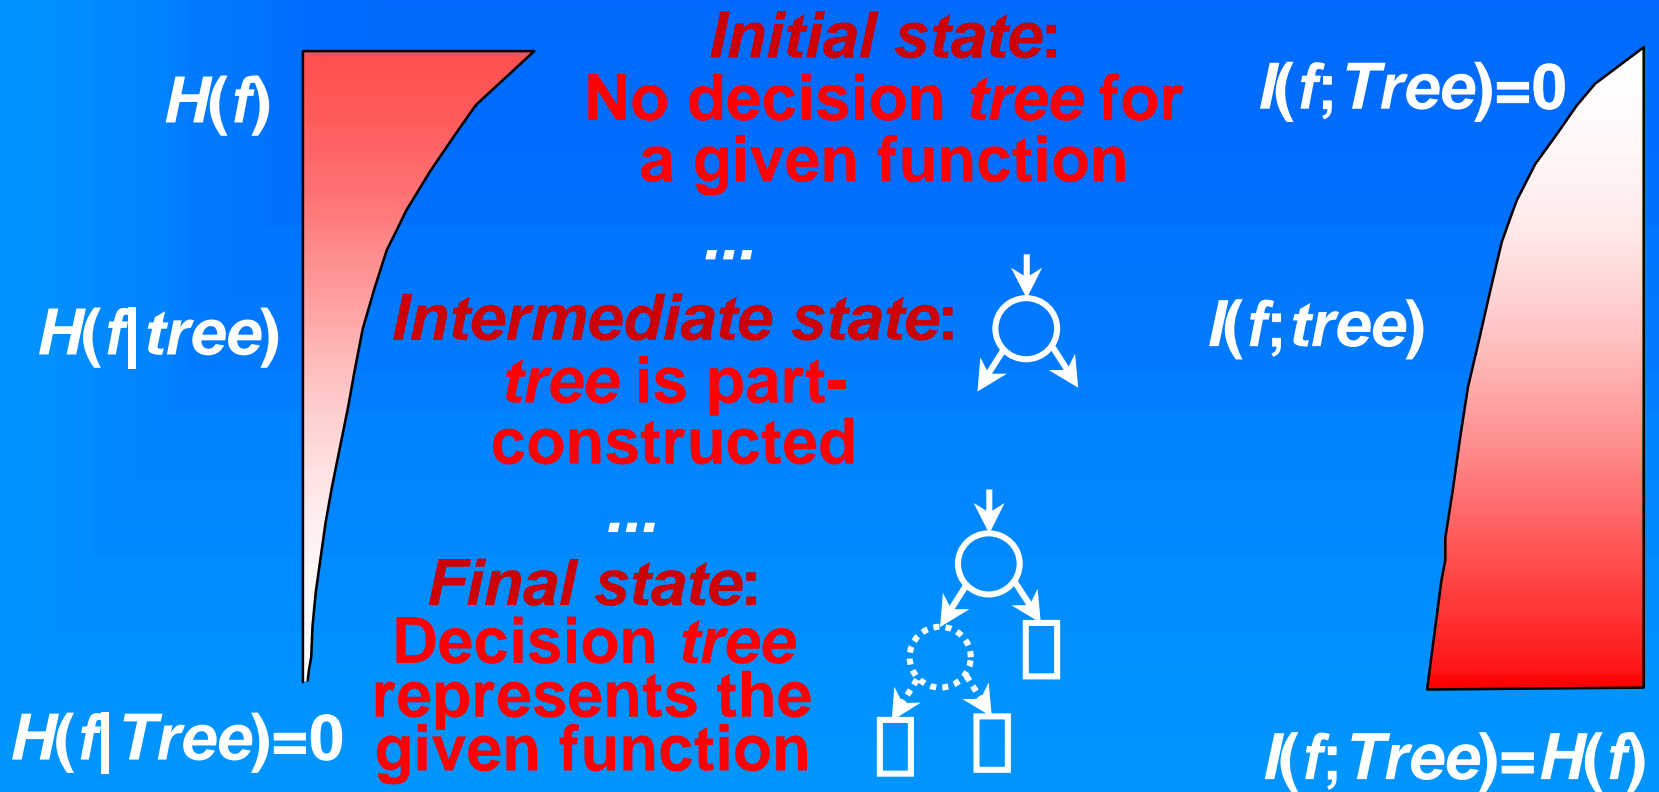 Initial state:
No decision tree for
a given function
H(f)
I(f;Tree)=0
...
Intermediate state:
tree is part-
constructed
H(f|tree)
I(f;tree)
...
Final state:
Decision tree
represents the
given function
H(f|Tree)=0
I(f;Tree)=H(f)